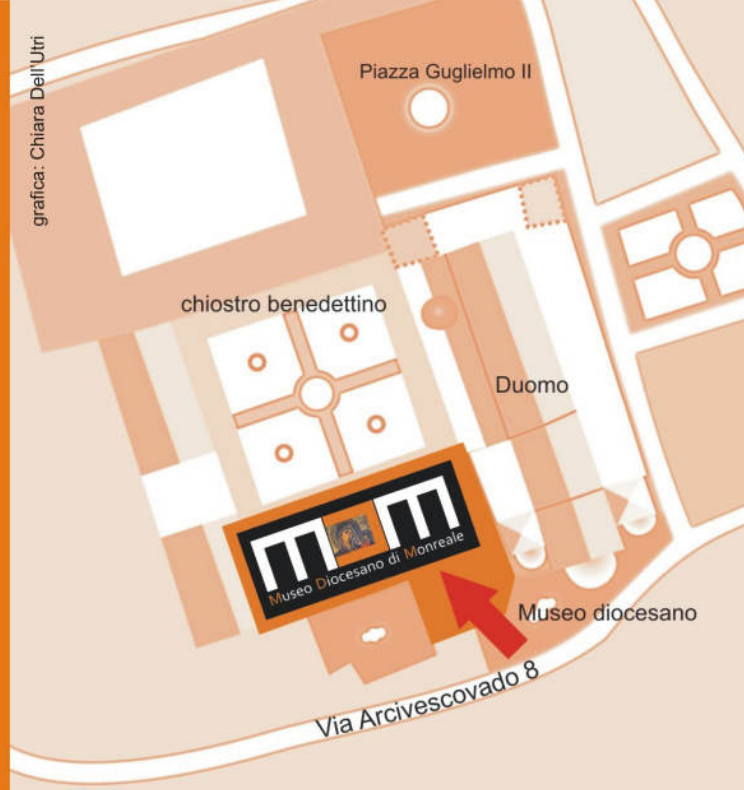 grafica: Chiara Dell'Utri
Piazza Guglielmo II
chiostro benedettino
Duomo
Museo Diocesano di Monreale
Museo diocesano
Via Arcivescovado 8